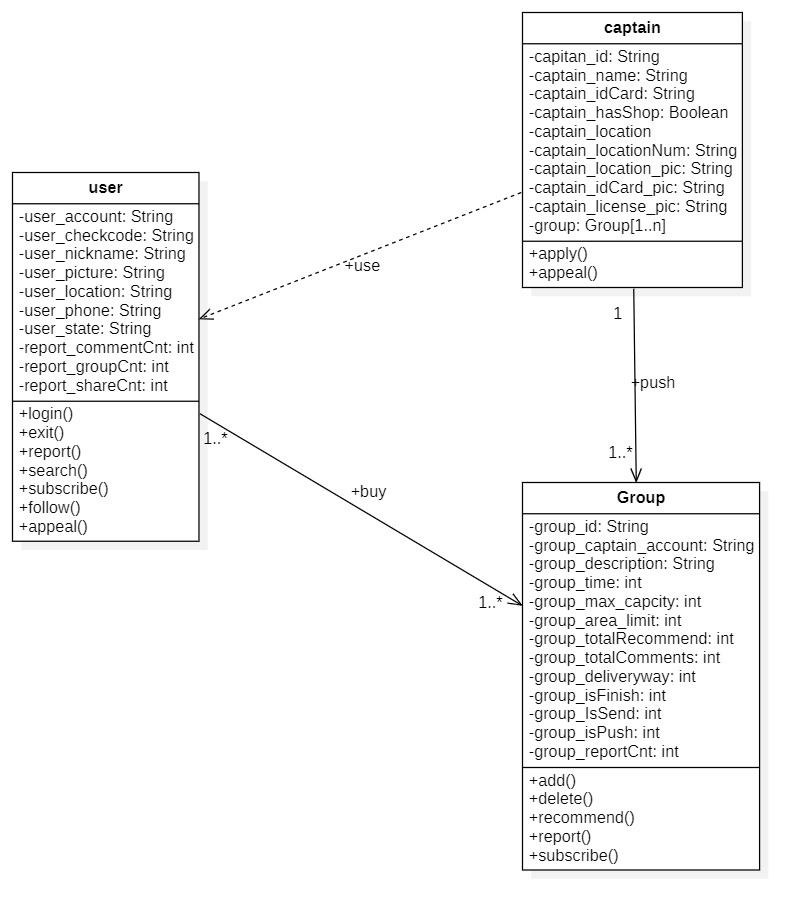 captain
-capitan_id: String
-captain_name: String
-captain_idCard: String
-captain_hasShop: Boolean
-captain_location
-captain_locationNum: String
-captain_location_pic: String
-captain_idCard_pic: String
-captain_license_pic: String
-group: Group[1..n]
+apply()
+appeal()
user
-user_account: String
-user_checkcode: String
-user_nickname: String
-user_picture: String
-user_location: String
-user_phone: String
-user_state: String
-report_commentCnt: int
-report_groupCnt: int
-report_shareCnt: int
+login()
+exit()
+report()
+search()
+subscribe()
+follow()
+appeal()
+use
1
+push
1..*
1..*
+buy
1..*
Group
-group_id: String
-group_captain_account: String
-group_description: String
-group_time: int
-group_max_capcity: int
-group_area_limit: int
-group_totalRecommend: int
-group_totalComments: int
-group_deliveryway: int
-group_isFinish: int
-group_IsSend: int
-group_isPush: int
-group_reportCnt: int
+add()
+delete()
+recommend()
+report()
+subscribe()